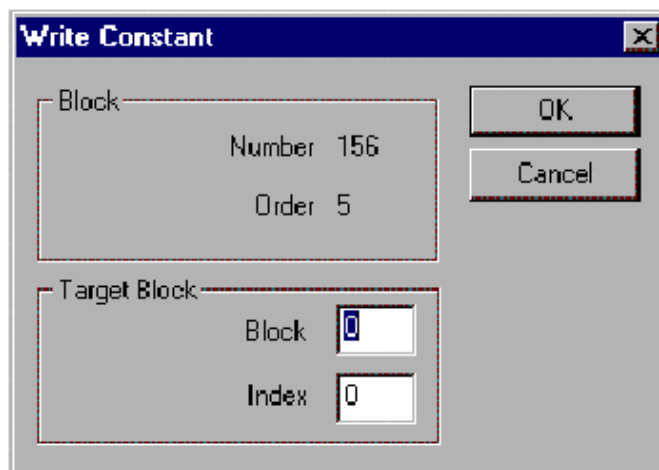 Write Constant
Block
OK
Number 156
Cancel
Order 5
Target Block
Block 0
Index 0